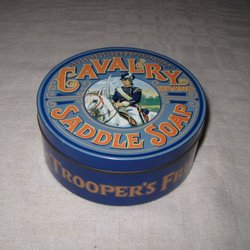 CAVALRY
SADDLE SOAP
TROOPER'S FR